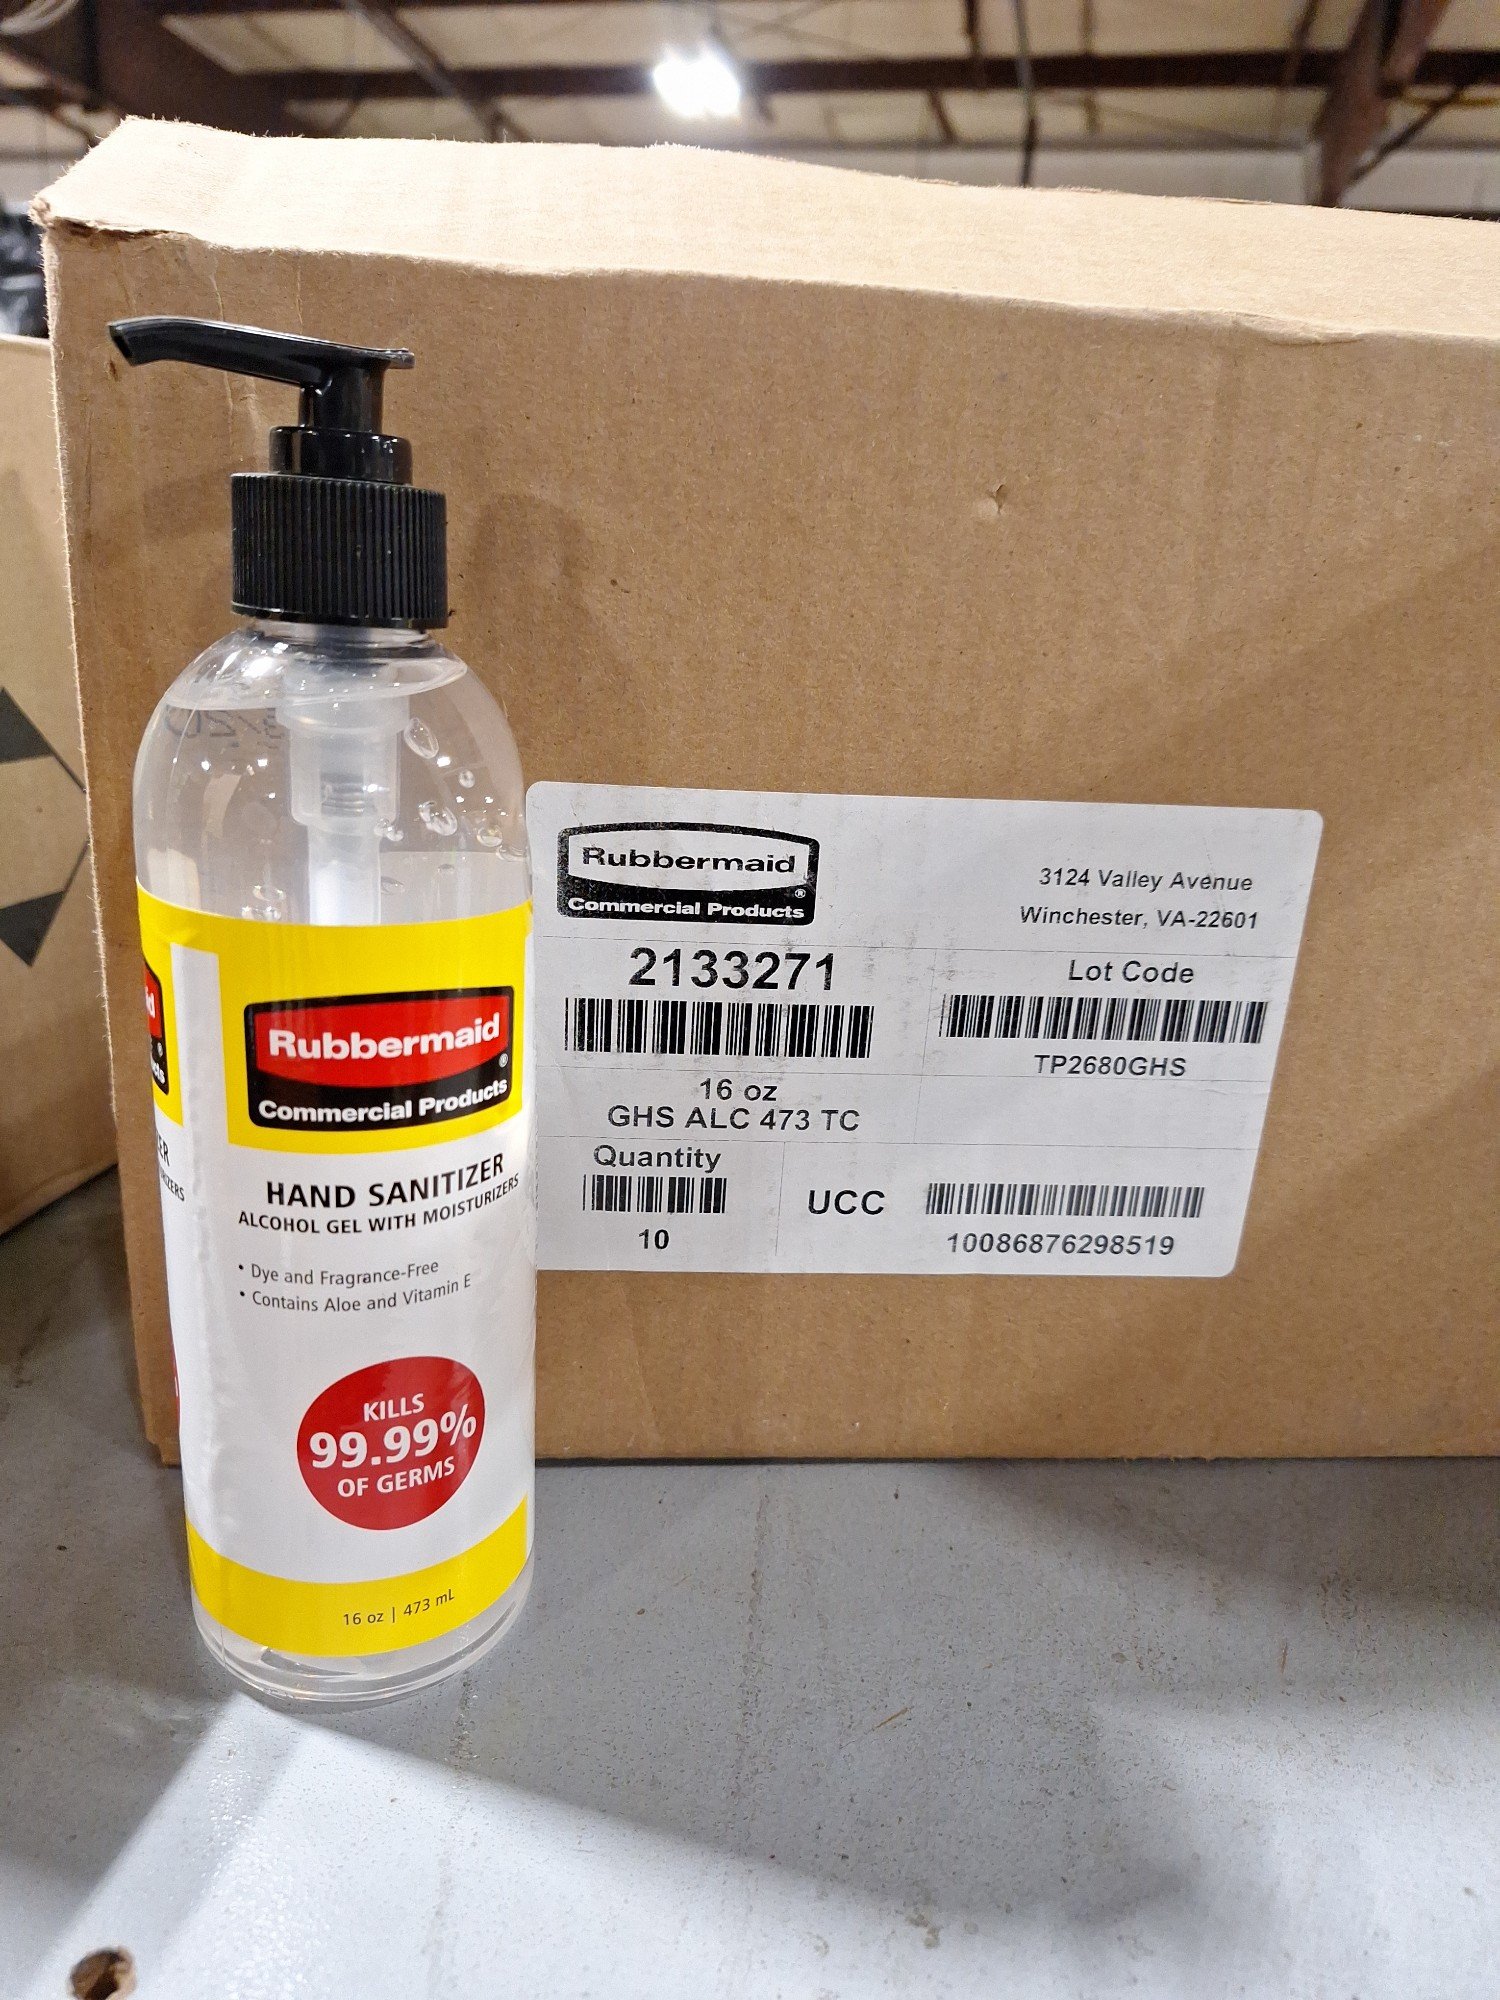 Rubbermaid®
Commercial Products
HAND SANITIZER
ALCOHOL GEL WITH MOISTURIZERS
• Dye and Fragrance-Free
• Contains Aloe and Vitamin E
KILLS
99.99%
OF GERMS
16 oz | 473 mL
Rubbermaid®
Commercial Products
3124 Valley Avenue
Winchester, VA-22601
2133271
Lot Code
TP2680GHS
16 oz
GHS ALC 473 TC
Quantity
10
UCC
10086876298519